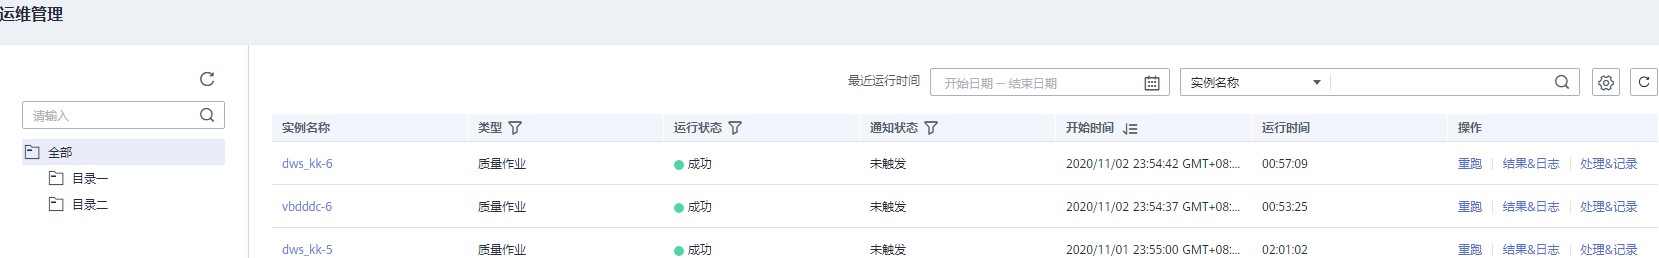 运维管理
最近运行时间 开始日期 — 结束日期 实例名称
请输入
全部
目录一
目录二
实例名称 类型 运行状态 通知状态 开始时间 运行时间 操作
dws_kk-6 质量作业 成功 未触发 2020/11/02 23:54:42 GMT+08:... 00:57:09 重跑 结果&日志 处理&记录
vbdddc-6 质量作业 成功 未触发 2020/11/02 23:54:37 GMT+08:... 00:53:25 重跑 结果&日志 处理&记录
dws_kk-5 质量作业 成功 未触发 2020/11/01 23:55:00 GMT+08:... 02:01:02 重跑 结果&日志 处理&记录